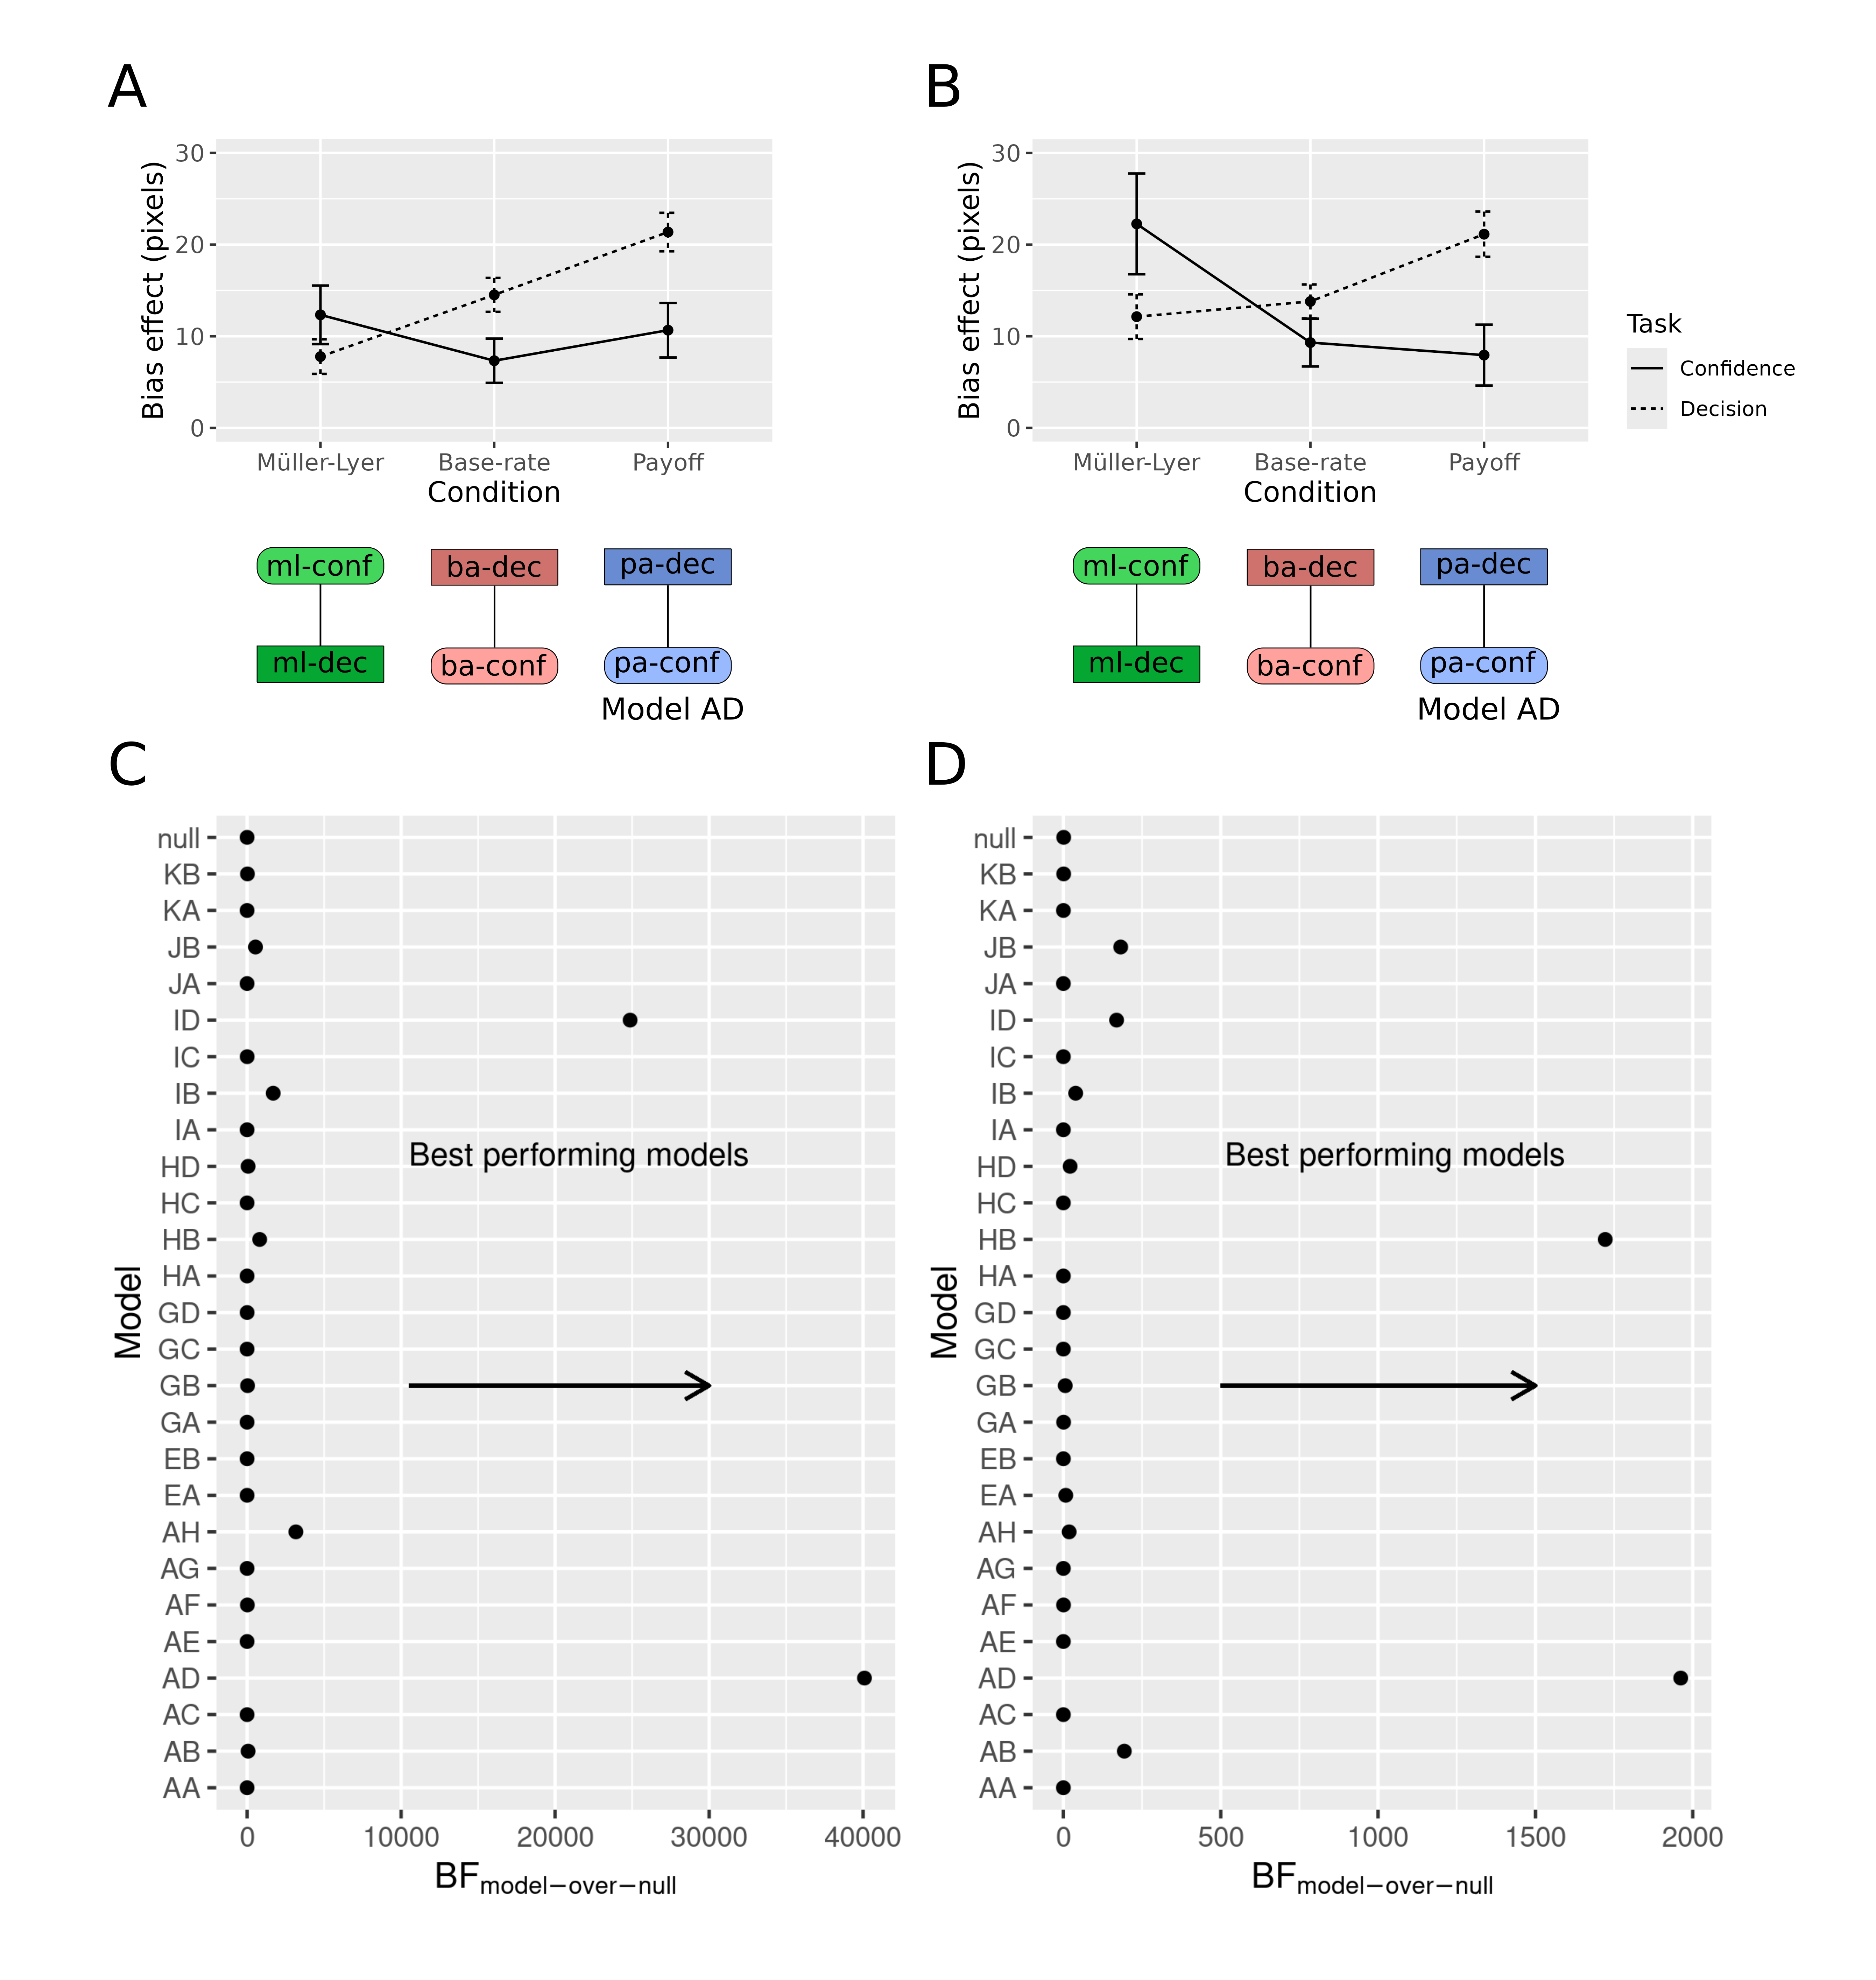 A
B
Bias effect (pixels)
30
20
10
0
Müller-Lyer Base-rate Payoff
Condition
Bias effect (pixels)
30
20
10
0
Müller-Lyer Base-rate Payoff
Condition
Task
Confidence
Decision
ml-conf ba-dec pa-dec
ml-dec ba-conf pa-conf
Model AD
ml-conf ba-dec pa-dec
ml-dec ba-conf pa-conf
Model AD
C
D
Model
null
KB
KA
JB
JA
ID
IC
IB
IA
HD
HC
HB
HA
GD
GC
GB
GA
EB
EA
AH
AG
AF
AE
AD
AC
AB
AA
Best performing models
0 10000 20000 30000 40000
BFmodel−over−null
Model
null
KB
KA
JB
JA
ID
IC
IB
IA
HD
HC
HB
HA
GD
GC
GB
GA
EB
EA
AH
AG
AF
AE
AD
AC
AB
AA
Best performing models
0 500 1000 1500 2000
BFmodel−over−null